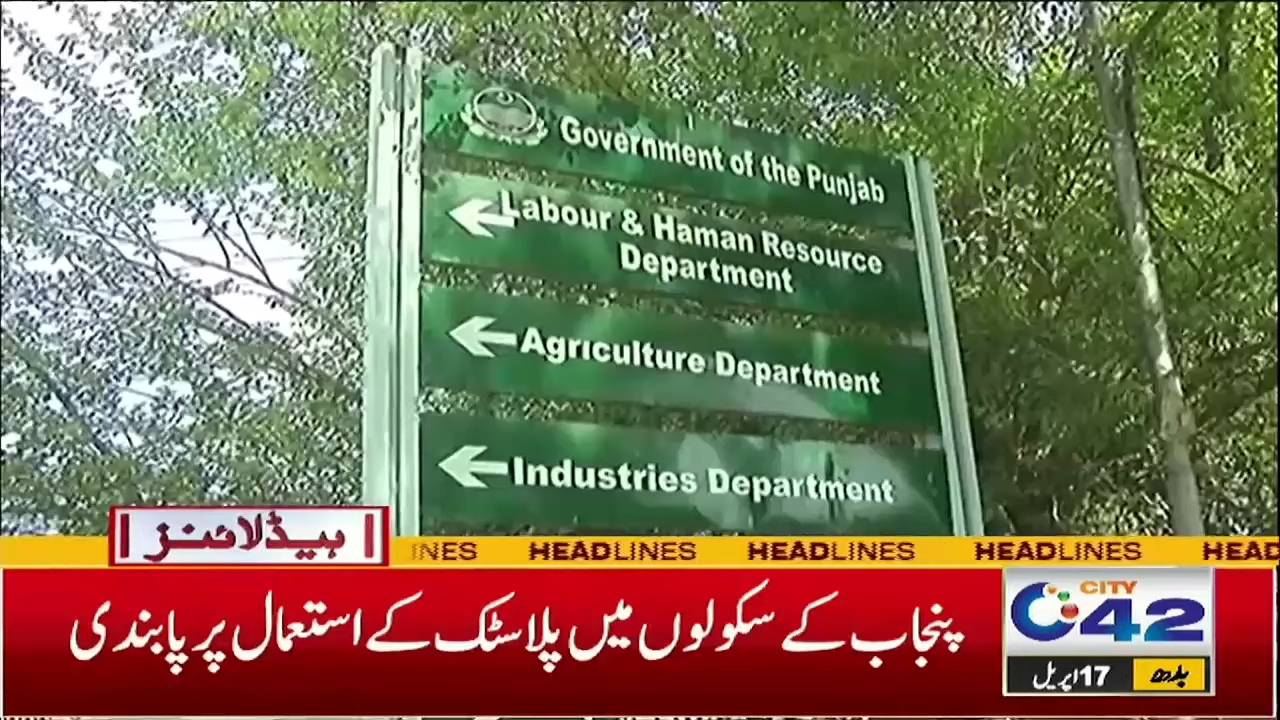 Government of the Punjab
Labour & Haman Resource
Department
Agriculture Department
Industries Department
ہیڈلائنز
INES HEADLINES HEADLINES HEADLINES HEAD
پنجاب کے سکولوں میں پلاسٹک کے استعمال پر پابندی
CITY
42
17 اپریل
بدھ